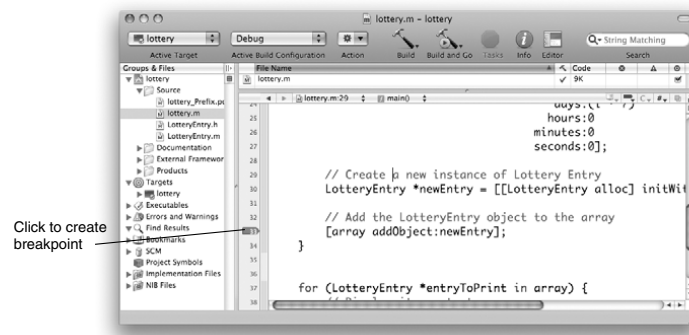 lottery.m - lottery
lottery
Debug
String Matching
Active Target
Active Build Configuration
Action
Build
Build and Go
Tasks
Info
Editor
Search
Groups & Files
File Name
Code
lottery.m
9K
lottery
Source
lottery_Prefix.p
lottery.m
LotteryEntry.h
LotteryEntry.m
Documentation
External Framewor
Products
Targets
lottery
Executables
Errors and Warnings
Find Results
Bookmarks
SCM
Project Symbols
Implementation Files
NIB Files
lottery.m:29
main()
24
25 hours:0
26 minutes:0
27 seconds:0];
28
29 // Create a new instance of Lottery Entry
30 LotteryEntry *newEntry = [[LotteryEntry alloc] initWit
31
32 // Add the LotteryEntry object to the array
[array addObject:newEntry];
34 }
35
36
37 for (LotteryEntry *entryToPrint in array) {
38
Click to create
breakpoint